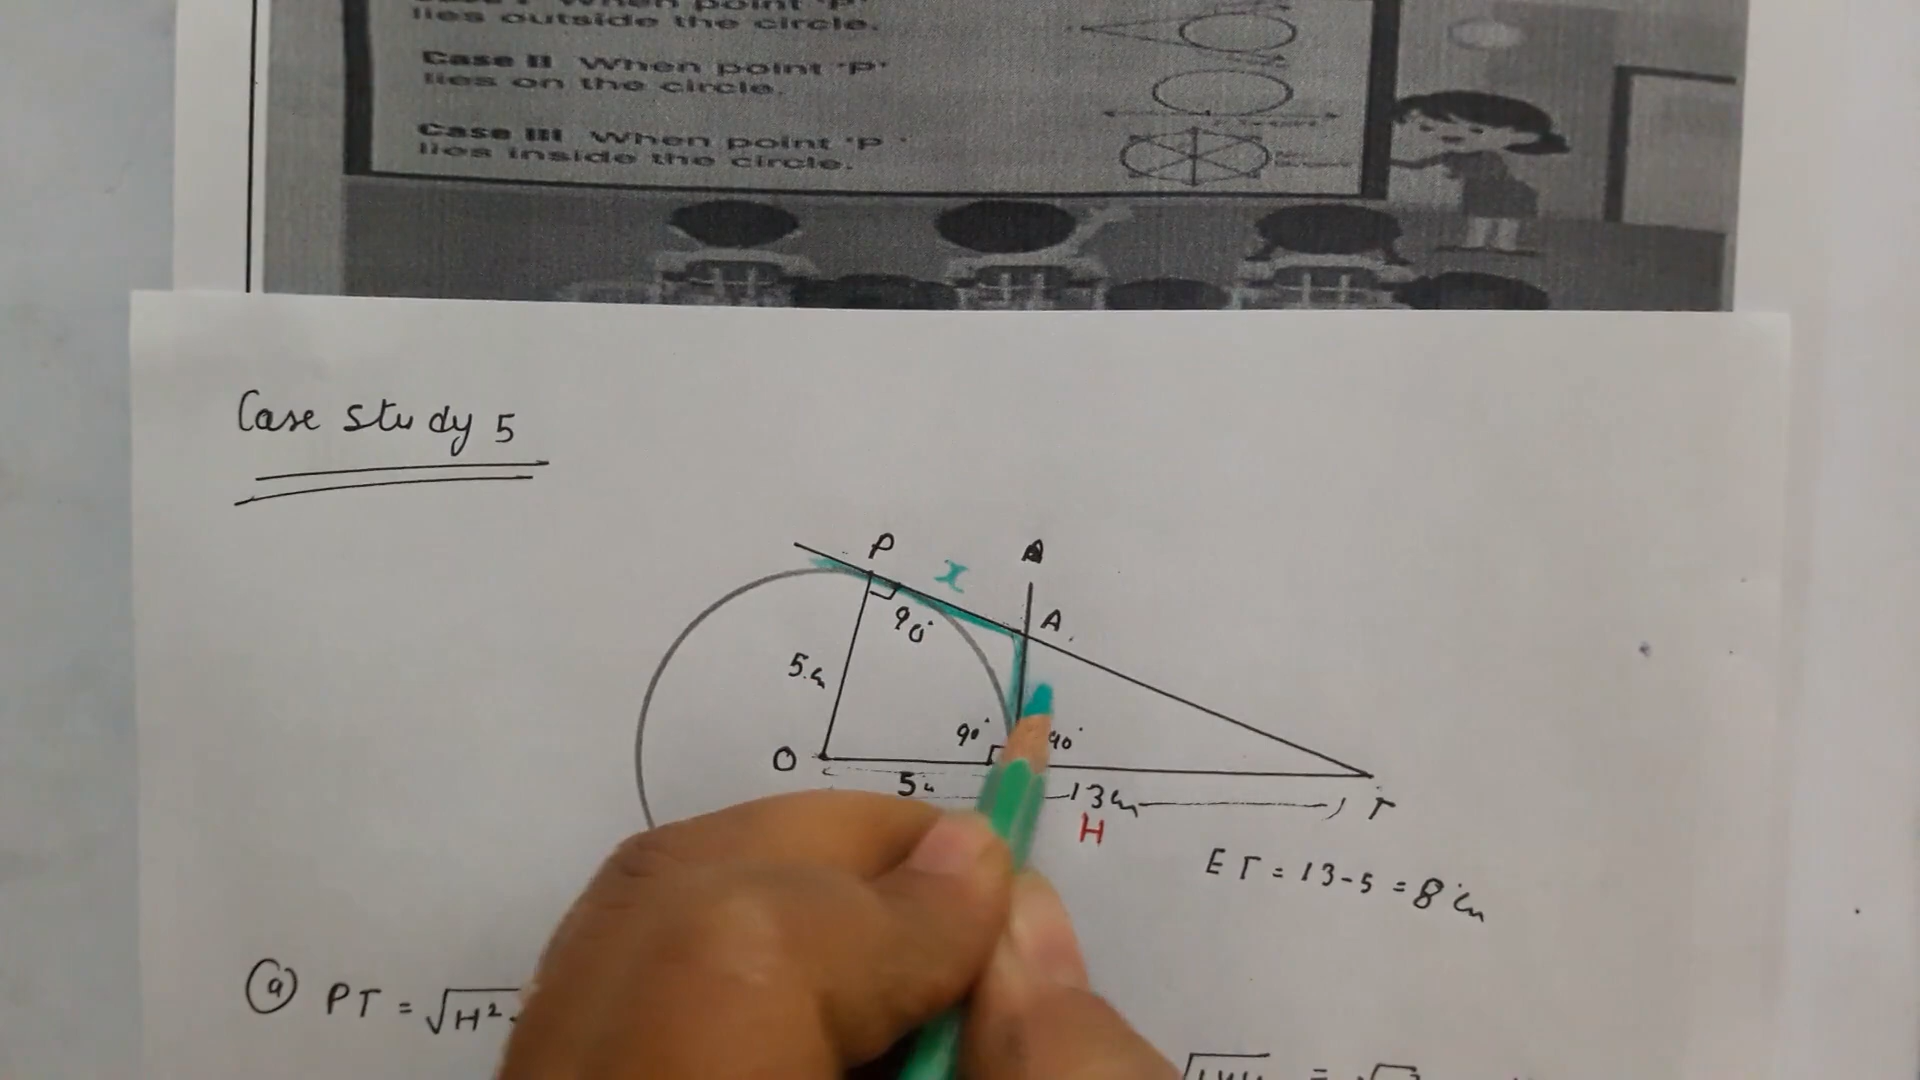 lies outside the circle.
Case II When point 'P'
lies on the circle.
Case III When point 'P '
lies inside the circle.
Case study 5
P
x
A
A.
90°
5cm
90°
90°
O
5cm
13cm
T
H
ET = 13-5 = 8cm
(a) PT = √H²
=